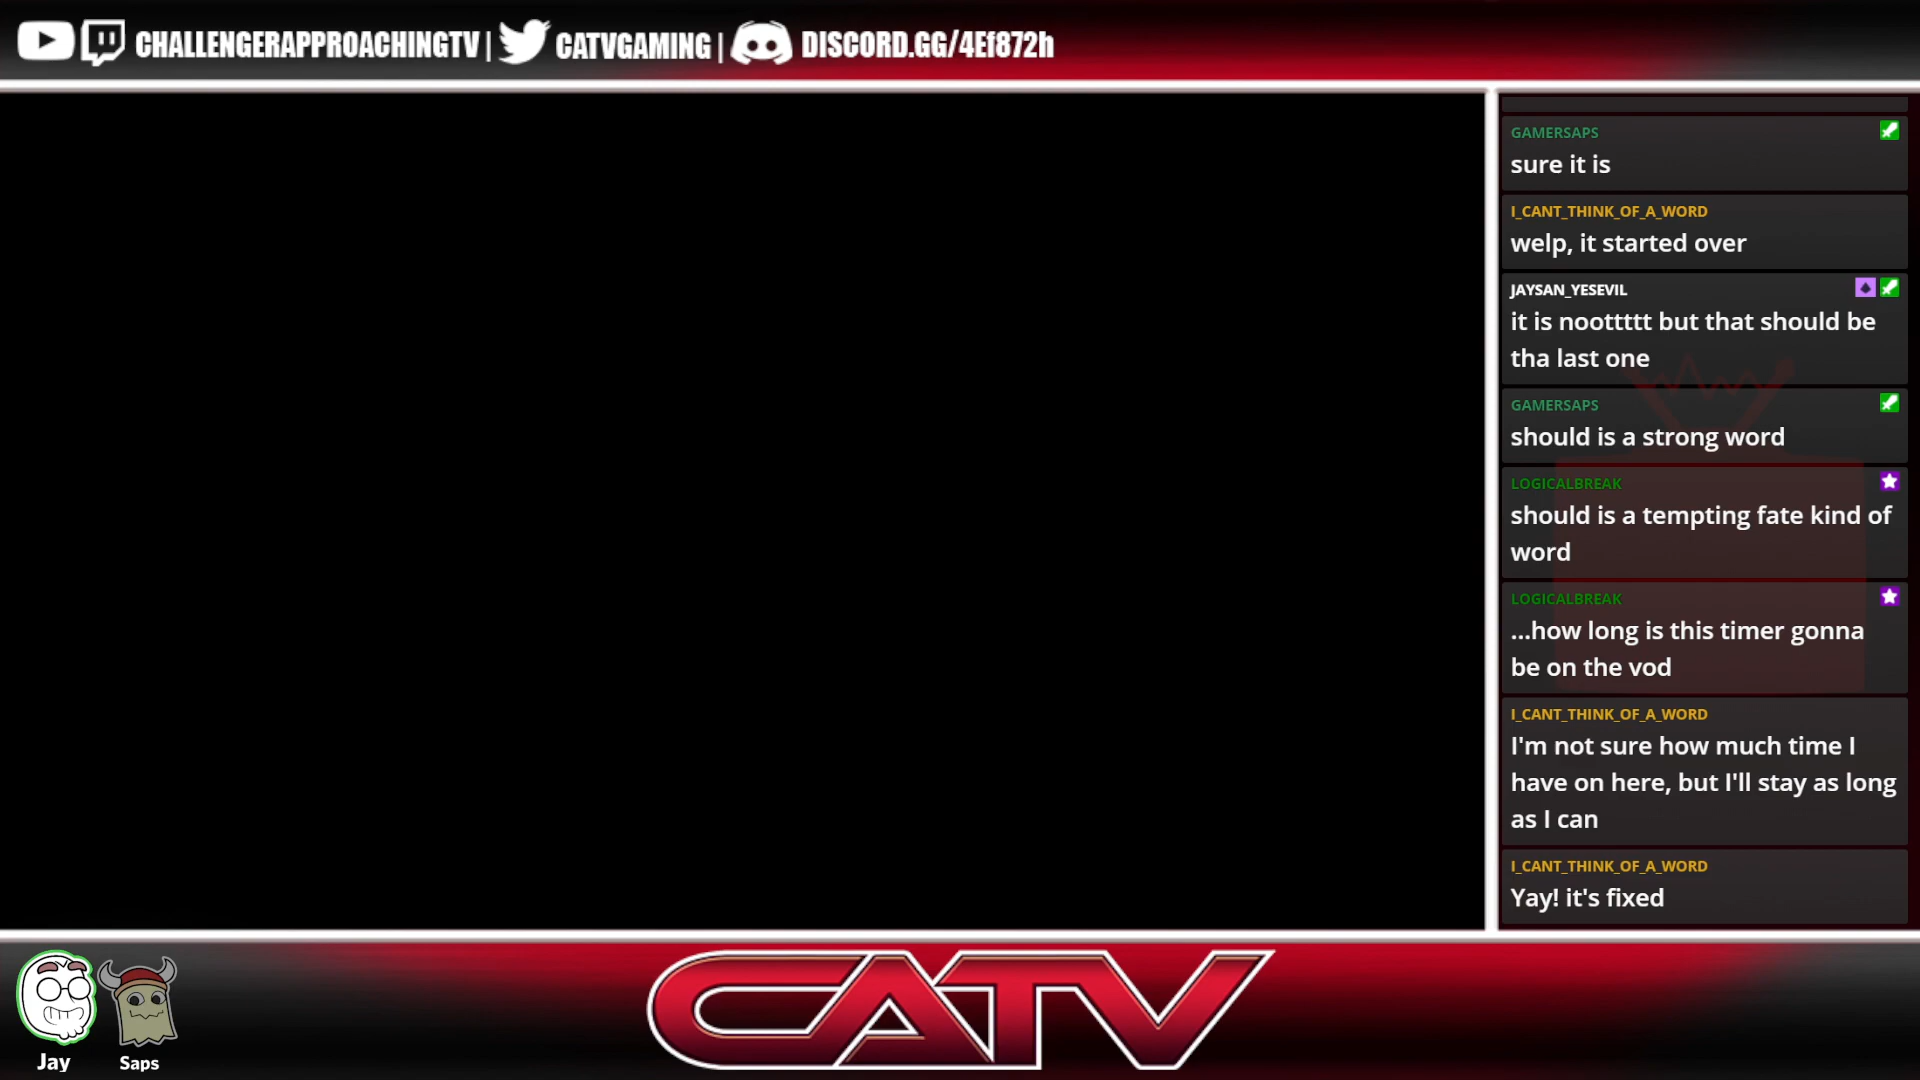 CHALLENGERAPPROACHINGTV | CATVGAMING | DISCORD.GG/4Ef872h
GAMERSAPS
sure it is
I_CANT_THINK_OF_A_WORD
welp, it started over
JAYSAN_YESEVIL
it is noottttt but that should be
tha last one
GAMERSAPS
should is a strong word
LOGICALBREAK
should is a tempting fate kind of
word
LOGICALBREAK
...how long is this timer gonna
be on the vod
I_CANT_THINK_OF_A_WORD
I'm not sure how much time I
have on here, but I'll stay as long
as I can
I_CANT_THINK_OF_A_WORD
Yay! it's fixed
CATV
Jay
Saps